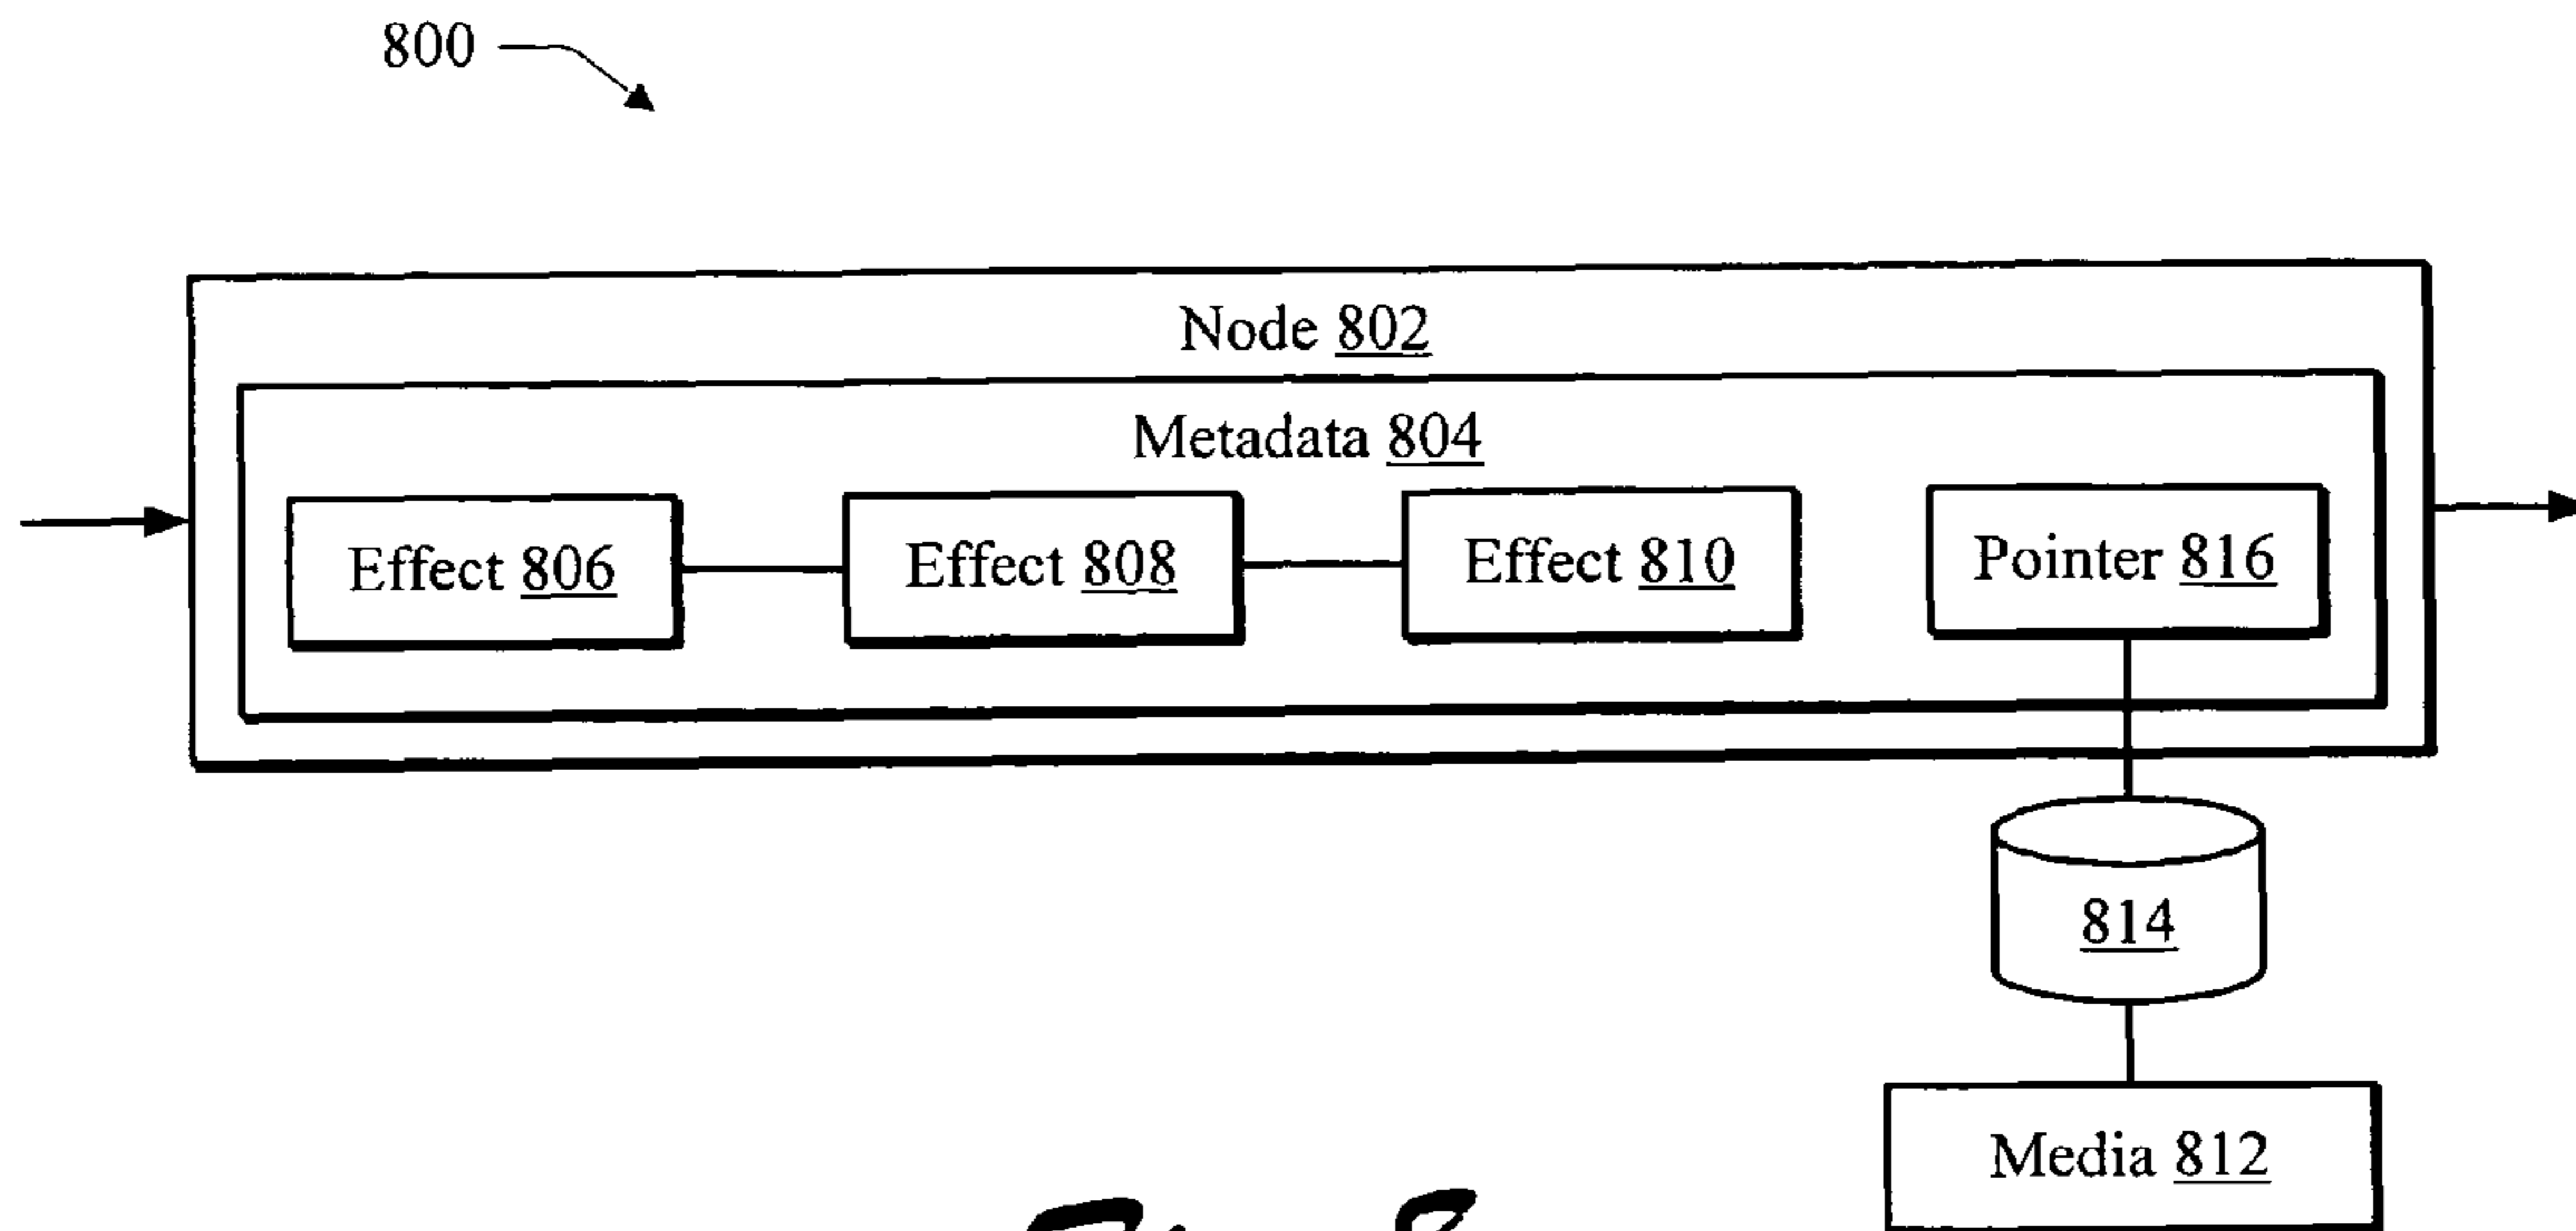 800
Node 802
Metadata 804
Effect 806
Effect 808
Effect 810
Pointer 816
814
Media 812